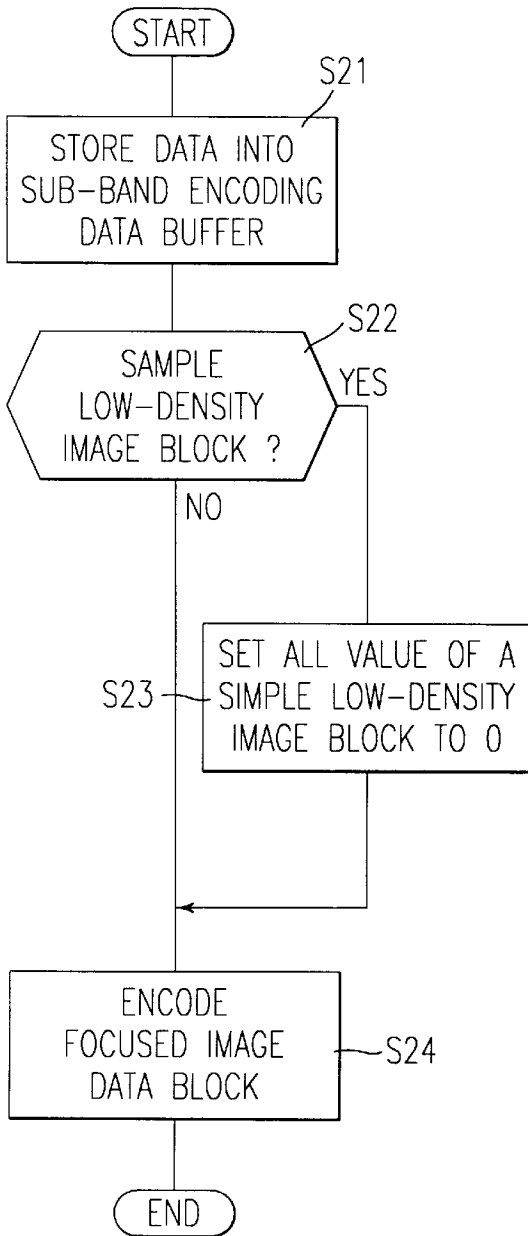 START
S21
STORE DATA INTO
SUB-BAND ENCODING
DATA BUFFER
S22
SAMPLE
LOW-DENSITY
IMAGE BLOCK ?
YES
NO
S23
SET ALL VALUE OF A
SIMPLE LOW-DENSITY
IMAGE BLOCK TO 0
ENCODE
FOCUSED IMAGE
DATA BLOCK
S24
END